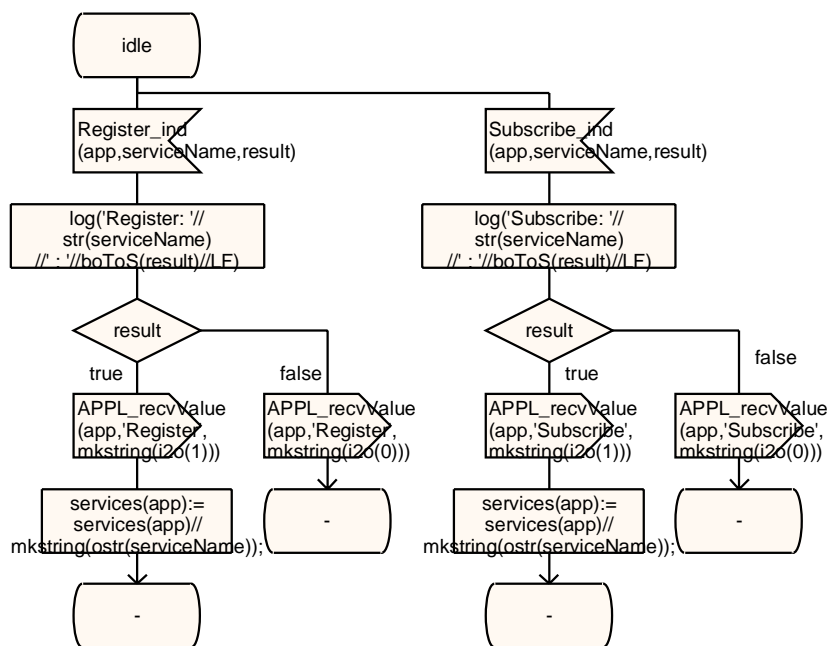 idle
Register_ind
(app,serviceName,result)
Subscribe_ind
(app,serviceName,result)
log('Register: '//
str(serviceName)
//' : '//boToS(result)//LF)
log('Subscribe: '//
str(serviceName)
//' : '//boToS(result)//LF)
result
result
true
false
true
false
APPL_recvValue
(app,'Register',
mkstring(i2o(1)))
APPL_recvValue
(app,'Register',
mkstring(i2o(0)))
APPL_recvValue
(app,'Subscribe',
mkstring(i2o(1)))
APPL_recvValue
(app,'Subscribe',
mkstring(i2o(0)))
services(app):=
services(app)//
mkstring(ostr(serviceName));
-
services(app):=
services(app)//
mkstring(ostr(serviceName));
-
-
-